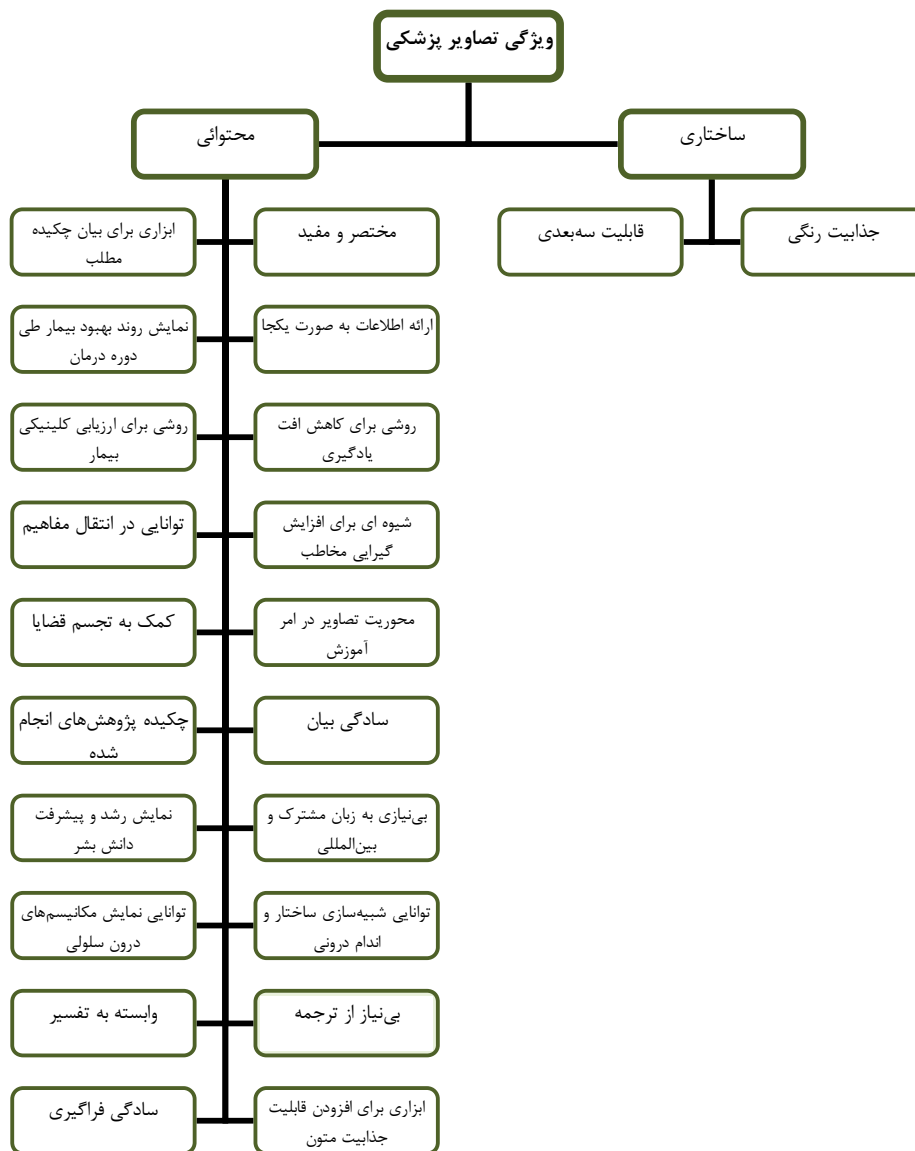 ویژگی تصاویر پزشکی
ساختاری
محتوائی
جذابیت رنگی
قابلیت سه‌بعدی
مختصر و مفید
ابزاری برای بیان چکیده
مطلب
ارائه اطلاعات به صورت یکجا
نمایش روند بهبود بیمار طی
دوره درمان
روشی برای کاهش افت
یادگیری
روشی برای ارزیابی کلینیکی
بیمار
شیوه ای برای افزایش
گیرایی مخاطب
توانایی در انتقال مفاهیم
محوریت تصاویر در امر
آموزش
کمک به تجسم قضایا
سادگی بیان
چکیده پژوهش‌های انجام
شده
بی‌نیازی به زبان مشترک و
بین‌المللی
نمایش رشد و پیشرفت
دانش بشر
توانایی شبیه‌سازی ساختار و
اندام درونی
توانایی نمایش مکانیسم‌های
درون سلولی
بی‌نیاز از ترجمه
وابسته به تفسیر
ابزاری برای افزودن قابلیت
جذابیت متون
سادگی فراگیری